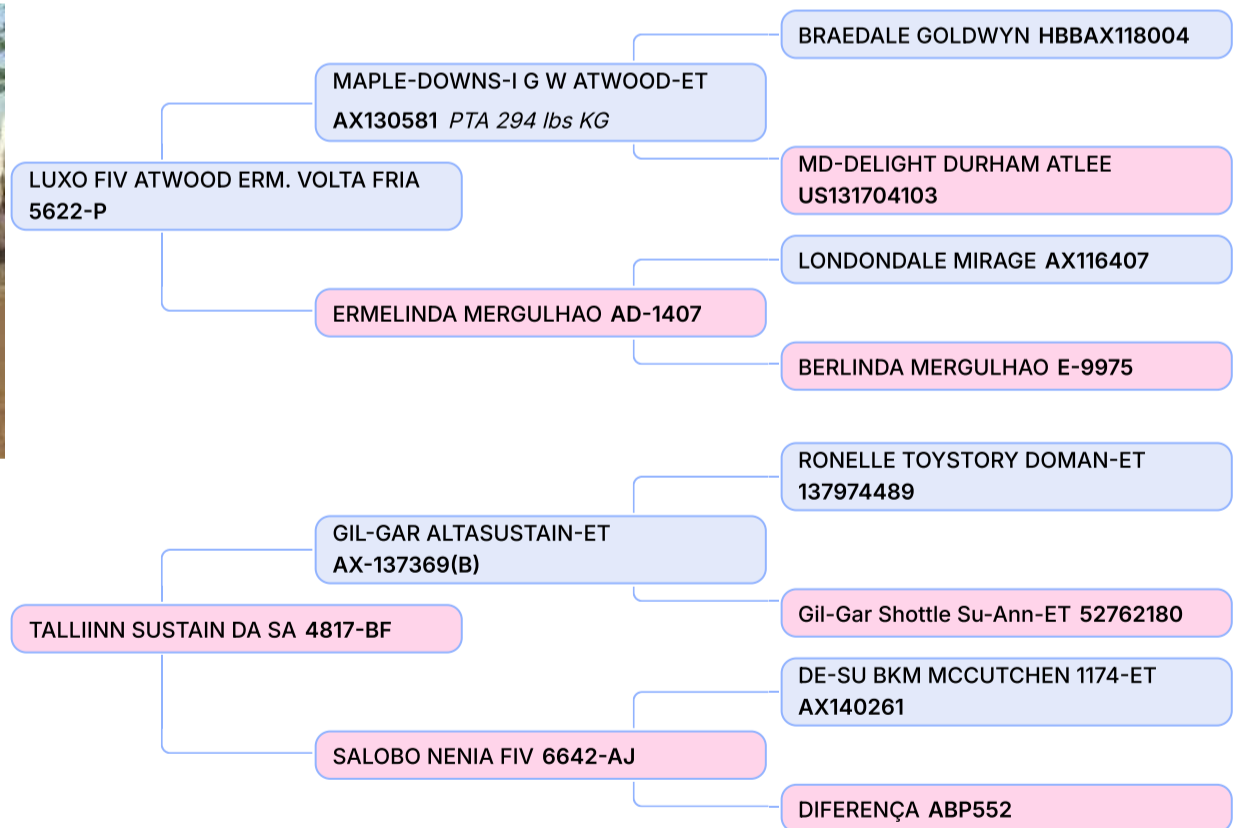 BRAEDALE GOLDWYN HBBAX118004
MAPLE-DOWNS-I G W ATWOOD-ET
AX130581 PTA 294 lbs KG
MD-DELIGHT DURHAM ATLEE
US131704103
LUXO FIV ATWOOD ERM. VOLTA FRIA
5622-P
LONDONDALE MIRAGE AX116407
ERMELINDA MERGULHAO AD-1407
BERLINDA MERGULHAO E-9975
RONELLE TOYSTORY DOMAN-ET
137974489
GIL-GAR ALTASUSTAIN-ET
AX-137369(B)
Gil-Gar Shottle Su-Ann-ET 52762180
TALLIINN SUSTAIN DA SA 4817-BF
DE-SU BKM MCCUTCHEN 1174-ET
AX140261
SALOBO NENIA FIV 6642-AJ
DIFERENÇA ABP552